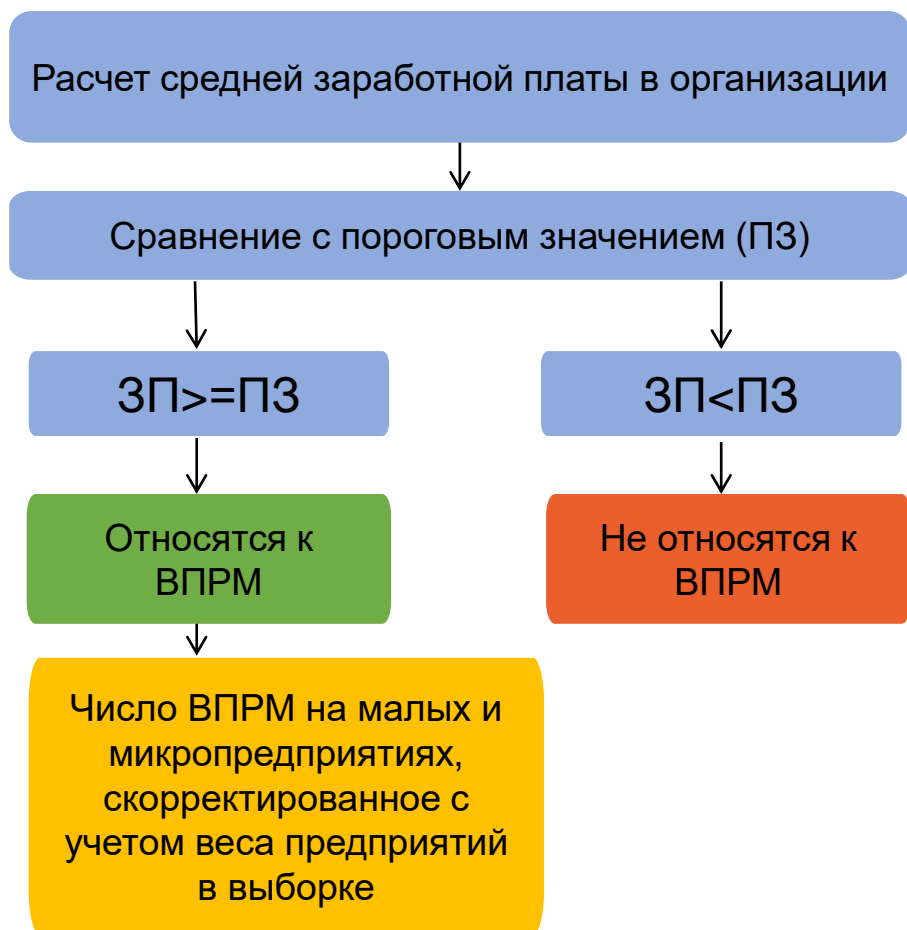 Расчет средней заработной платы в организации
Сравнение с пороговым значением (ПЗ)
ЗП>=ПЗ
ЗП<ПЗ
Относятся к
ВПРМ
Не относятся к
ВПРМ
Число ВПРМ на малых и
микропредприятиях,
скорректированное с
учетом веса предприятий
в выборке